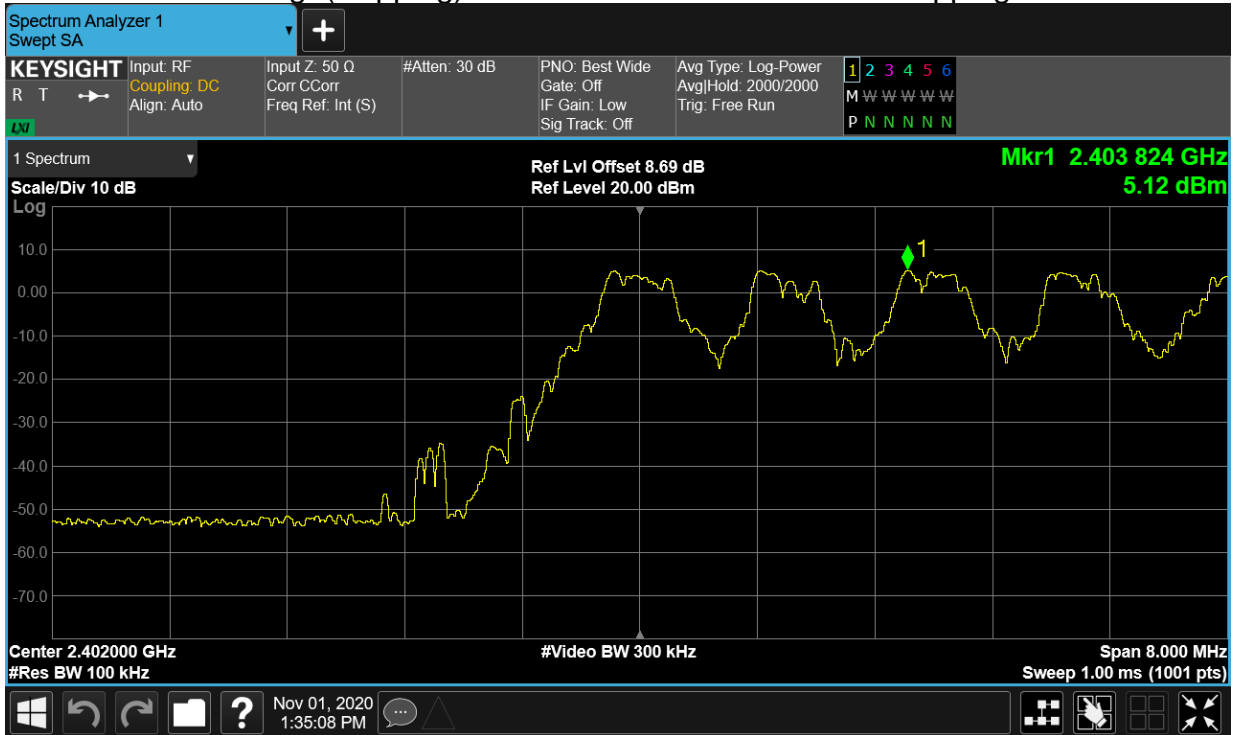 Spectrum Analyzer 1
Swept SA
+
KEYSIGHT
R T
LXI
Input: RF
Coupling: DC
Align: Auto
Input Z: 50 Ω
Corr CCorr
Freq Ref: Int (S)
#Atten: 30 dB
PNO: Best Wide
Gate: Off
IF Gain: Low
Sig Track: Off
Avg Type: Log-Power
Avg|Hold: 2000/2000
Trig: Free Run
1 2 3 4 5 6
M W W W W W
P N N N N N
1 Spectrum
Scale/Div 10 dB
Log
Ref Lvl Offset 8.69 dB
Ref Level 20.00 dBm
Mkr1 2.403 824 GHz
5.12 dBm
1
10.0
0.00
-10.0
-20.0
-30.0
-40.0
-50.0
-60.0
-70.0
Center 2.402000 GHz
#Res BW 100 kHz
#Video BW 300 kHz
Span 8.000 MHz
Sweep 1.00 ms (1001 pts)
?
Nov 01, 2020
1:35:08 PM